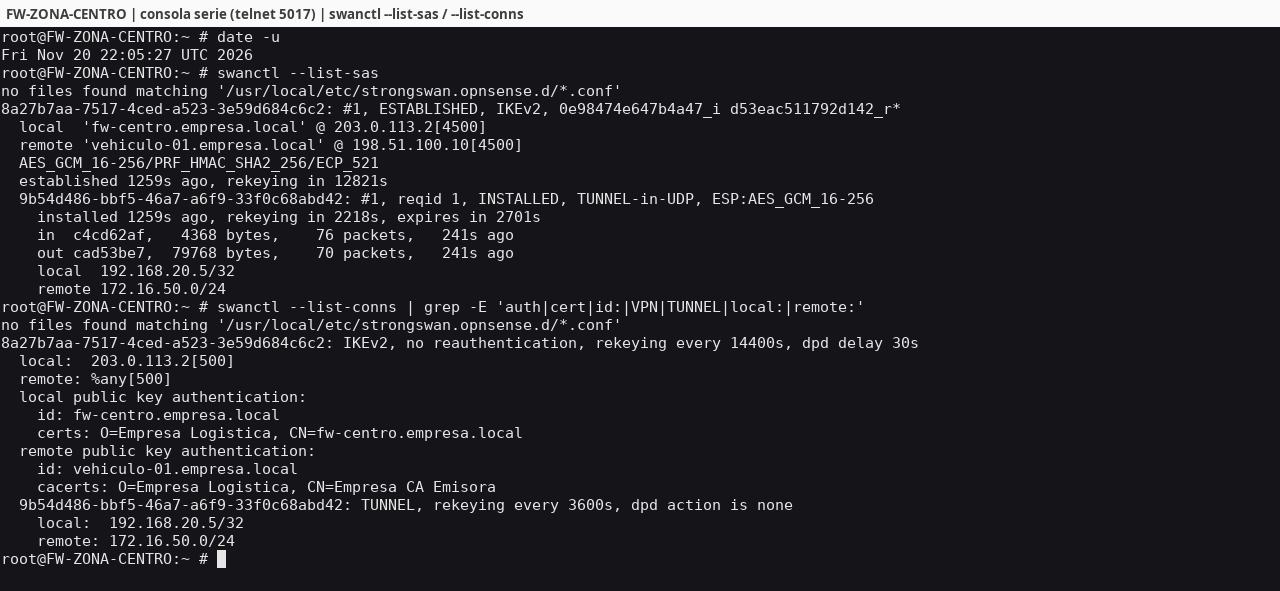 FW-ZONA-CENTRO | consola serie (telnet 5017) | swanctl --list-sas / --list-conns
root@FW-ZONA-CENTRO:~ # date -u
Fri Nov 20 22:05:27 UTC 2026
root@FW-ZONA-CENTRO:~ # swanctl --list-sas
no files found matching '/usr/local/etc/strongswan.opnsense.d/*.conf'
8a27b7aa-7517-4ced-a523-3e59d684c6c2: #1, ESTABLISHED, IKEv2, 0e98474e647b4a47_i d53eac511792d142_r*
  local  'fw-centro.empresa.local' @ 203.0.113.2[4500]
  remote 'vehiculo-01.empresa.local' @ 198.51.100.10[4500]
  AES_GCM_16-256/PRF_HMAC_SHA2_256/ECP_521
  established 1259s ago, rekeying in 12821s
  9b54d486-bbf5-46a7-a6f9-33f0c68abd42: #1, reqid 1, INSTALLED, TUNNEL-in-UDP, ESP:AES_GCM_16-256
    installed 1259s ago, rekeying in 2218s, expires in 2701s
    in  c4cd62af,   4368 bytes,    76 packets,   241s ago
    out cad53be7,  79768 bytes,    70 packets,   241s ago
    local  192.168.20.5/32
    remote 172.16.50.0/24
root@FW-ZONA-CENTRO:~ # swanctl --list-conns | grep -E 'auth|cert|id:|VPN|TUNNEL|local:|remote:'
no files found matching '/usr/local/etc/strongswan.opnsense.d/*.conf'
8a27b7aa-7517-4ced-a523-3e59d684c6c2: IKEv2, no reauthentication, rekeying every 14400s, dpd delay 30s
  local:  203.0.113.2[500]
  remote: %any[500]
  local public key authentication:
    id: fw-centro.empresa.local
    certs: O=Empresa Logistica, CN=fw-centro.empresa.local
  remote public key authentication:
    id: vehiculo-01.empresa.local
    cacerts: O=Empresa Logistica, CN=Empresa CA Emisora
  9b54d486-bbf5-46a7-a6f9-33f0c68abd42: TUNNEL, rekeying every 3600s, dpd action is none
    local:  192.168.20.5/32
    remote: 172.16.50.0/24
root@FW-ZONA-CENTRO:~ #